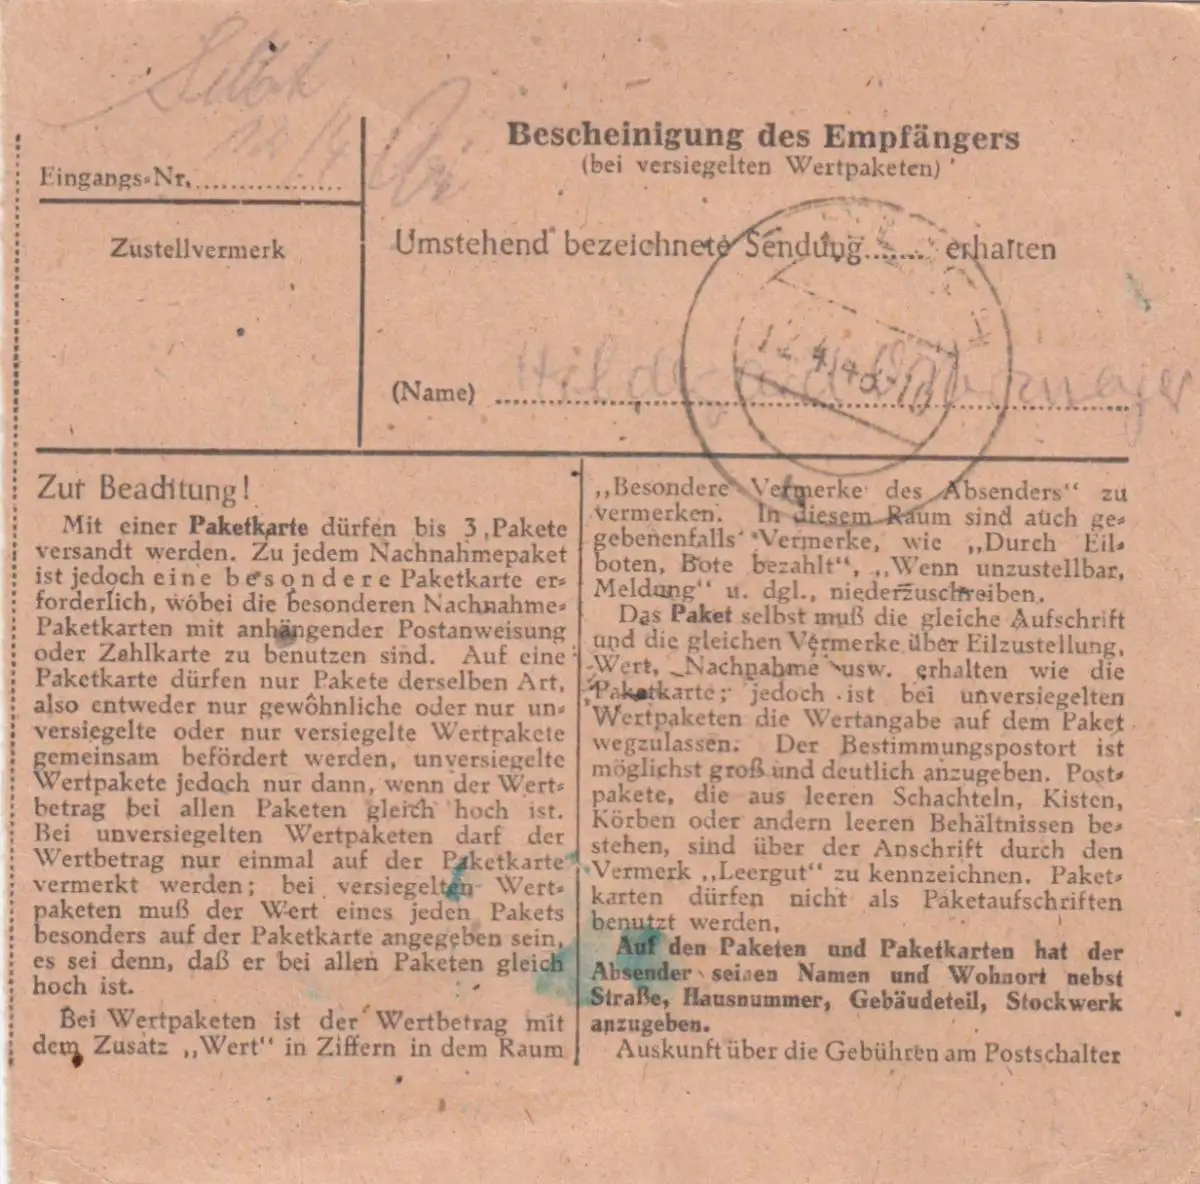 Selbst
12/4
Bescheinigung des Empfängers
(bei versiegelten Wertpaketen)
Eingangs-Nr.
Zustellvermerk
Umstehend bezeichnete Sendung....... erhalten
12.4.48-10
(Name) Hildegard
Zur Beachtung!
Mit einer Paketkarte dürfen bis 3 Pakete
versandt werden. Zu jedem Nachnahmepaket
ist jedoch eine besondere Paketkarte er-
forderlich, wobei die besonderen Nachnahme-
Paketkarten mit anhängender Postanweisung
oder Zahlkarte zu benutzen sind. Auf eine
Paketkarte dürfen nur Pakete derselben Art,
also entweder nur gewöhnliche oder nur un-
versiegelte oder nur versiegelte Wertpakete
gemeinsam befördert werden, unversiegelte
Wertpakete jedoch nur dann, wenn der Wert-
betrag bei allen Paketen gleich hoch ist.
Bei unversiegelten Wertpaketen darf der
Wertbetrag nur einmal auf der Paketkarte
vermerkt werden; bei versiegelten Wert-
paketen muß der Wert eines jeden Pakets
besonders auf der Paketkarte angegeben sein,
es sei denn, daß er bei allen Paketen gleich
hoch ist.
Bei Wertpaketen ist der Wertbetrag mit
dem Zusatz „Wert“ in Ziffern in dem Raum
„Besondere Vermerke des Absenders“ zu
vermerken. In diesem Raum sind auch ge-
gebenenfalls Vermerke, wie „Durch Eil-
boten, Bote bezahlt“, „Wenn unzustellbar,
Meldung“ u. dgl., niederzuschreiben.
Das Paket selbst muß die gleiche Aufschrift
und die gleichen Vermerke über Eilzustellung,
Wert, Nachnahme usw. erhalten wie die
Paketkarte; jedoch ist bei unversiegelten
Wertpaketen die Wertangabe auf dem Paket
wegzulassen. Der Bestimmungspostort ist
möglichst groß und deutlich anzugeben. Post-
pakete, die aus leeren Schachteln, Kisten,
Körben oder andern leeren Behältnissen be-
stehen, sind über der Anschrift durch den
Vermerk „Leergut“ zu kennzeichnen. Paket-
karten dürfen nicht als Paketaufschriften
benutzt werden.
Auf den Paketen und Paketkarten hat der
Absender seinen Namen und Wohnort nebst
Straße, Hausnummer, Gebäudeteil, Stockwerk
anzugeben.
Auskunft über die Gebühren am Postschalter